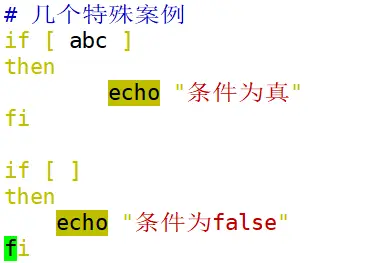 # 几个特殊案例
if [ abc ]
then
        echo "条件为真"
fi

if [ ]
then
    echo "条件为false"
fi